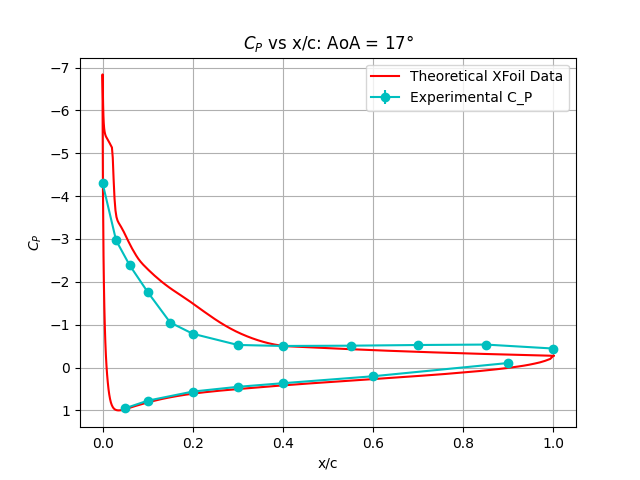 $C_P$ vs x/c: AoA = 17°
Theoretical XFoil Data
Experimental C_P
−7
−6
−5
−4
−3
−2
−1
0
1
$C_P$
0.0 0.2 0.4 0.6 0.8 1.0
x/c